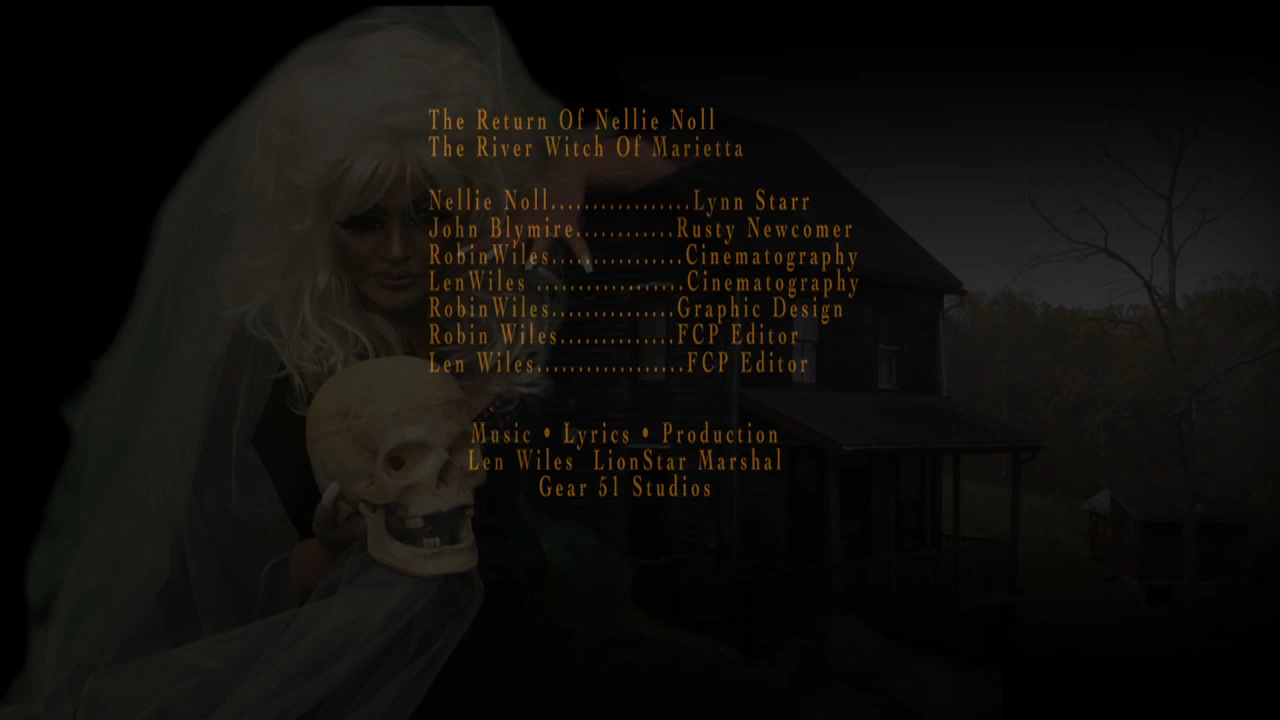 The Return Of Nellie Noll
The River Witch Of Marietta
Nellie Noll.................Lynn Starr
John Blymire............Rusty Newcomer
RobinWiles................Cinematography
LenWiles ..................Cinematography
RobinWiles...............Graphic Design
Robin Wiles..............FCP Editor
Len Wiles..................FCP Editor
Music • Lyrics • Production
Len Wiles LionStar Marshal
Gear 51 Studios